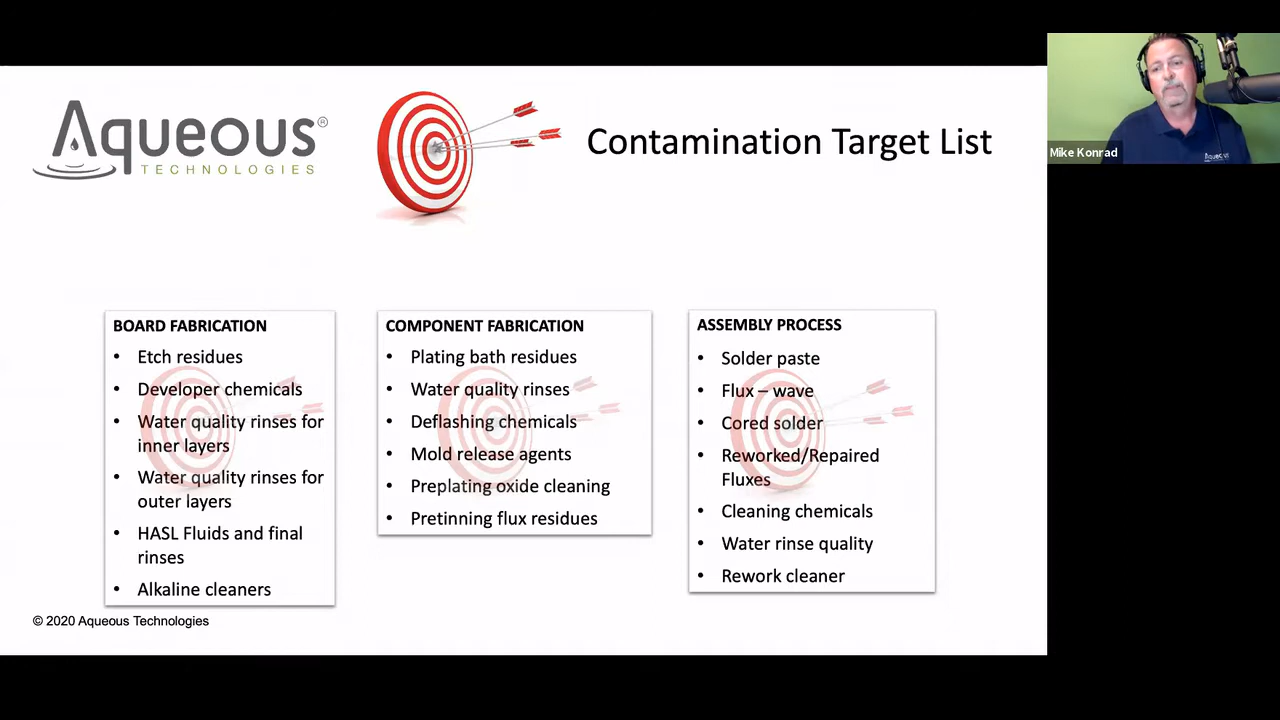 Aqueous®
TECHNOLOGIES
Contamination Target List
Mike Konrad
Aqueous
BOARD FABRICATION
• Etch residues
• Developer chemicals
• Water quality rinses for
inner layers
• Water quality rinses for
outer layers
• HASL Fluids and final
rinses
• Alkaline cleaners
COMPONENT FABRICATION
• Plating bath residues
• Water quality rinses
• Deflashing chemicals
• Mold release agents
• Preplating oxide cleaning
• Pretinning flux residues
ASSEMBLY PROCESS
• Solder paste
• Flux – wave
• Cored solder
• Reworked/Repaired
Fluxes
• Cleaning chemicals
• Water rinse quality
• Rework cleaner
© 2020 Aqueous Technologies